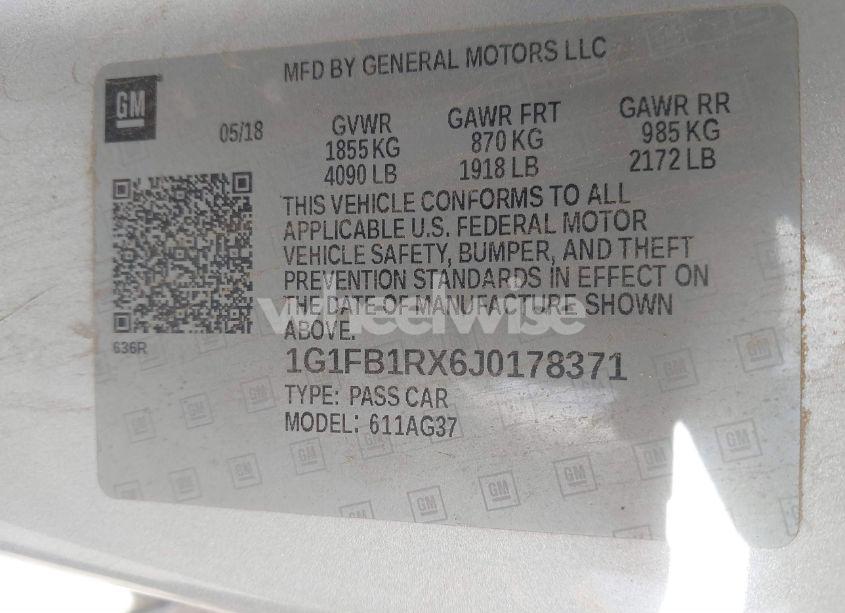 MFD BY GENERAL MOTORS LLC
GM
05/18
GVWR
1855 KG
4090 LB
GAWR FRT
870 KG
1918 LB
GAWR RR
985 KG
2172 LB
THIS VEHICLE CONFORMS TO ALL
APPLICABLE U.S. FEDERAL MOTOR
VEHICLE SAFETY, BUMPER, AND THEFT
PREVENTION STANDARDS IN EFFECT ON
THE DATE OF MANUFACTURE SHOWN
ABOVE.
wheelwise
636R
1G1FB1RX6J0178371
TYPE: PASS CAR
MODEL: 611AG37